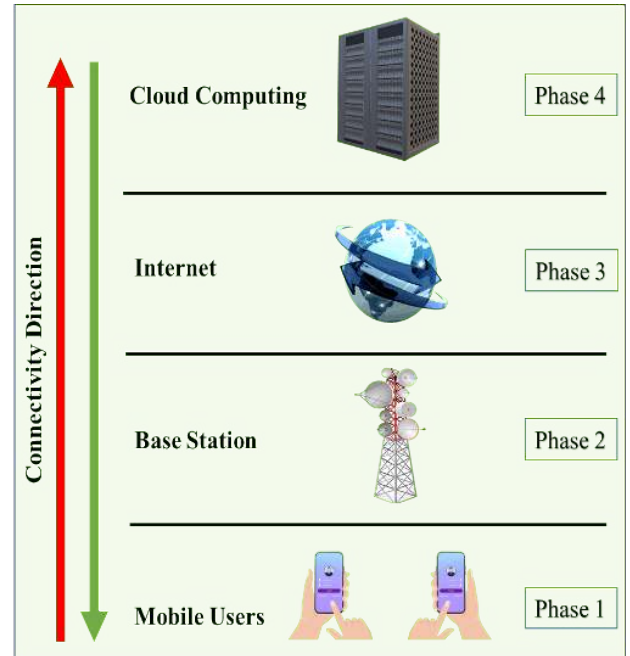 Connectivity Direction
Cloud Computing
Phase 4
Internet
Phase 3
Base Station
Phase 2
Mobile Users
Phase 1